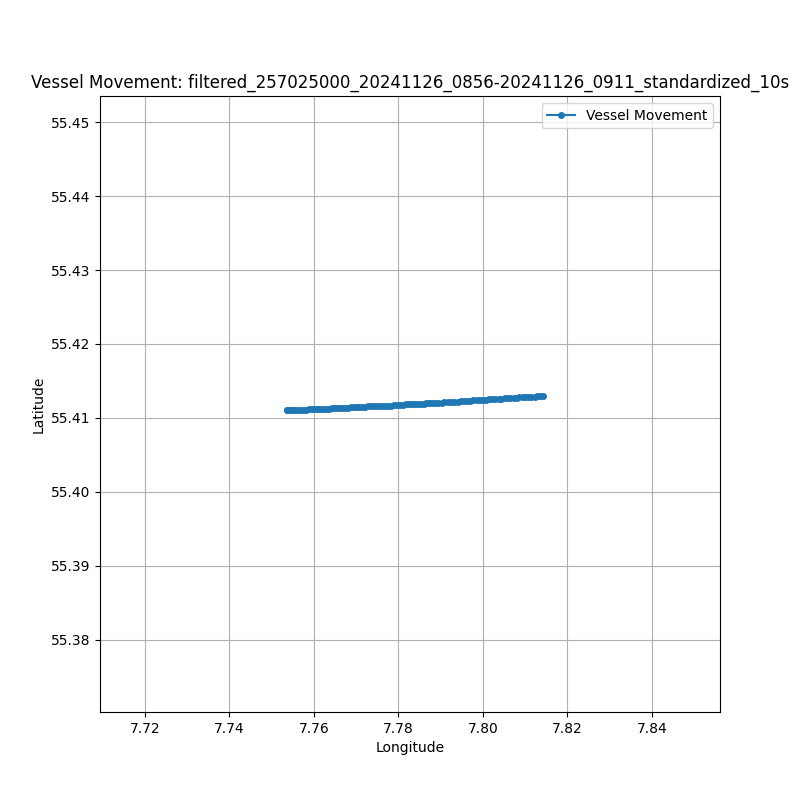 Vessel Movement: filtered_257025000_20241126_0856-20241126_0911_standardized_10s
Vessel Movement
55.45
55.44
55.43
55.42
55.41
55.40
55.39
55.38
Latitude
7.72 7.74 7.76 7.78 7.80 7.82 7.84
Longitude